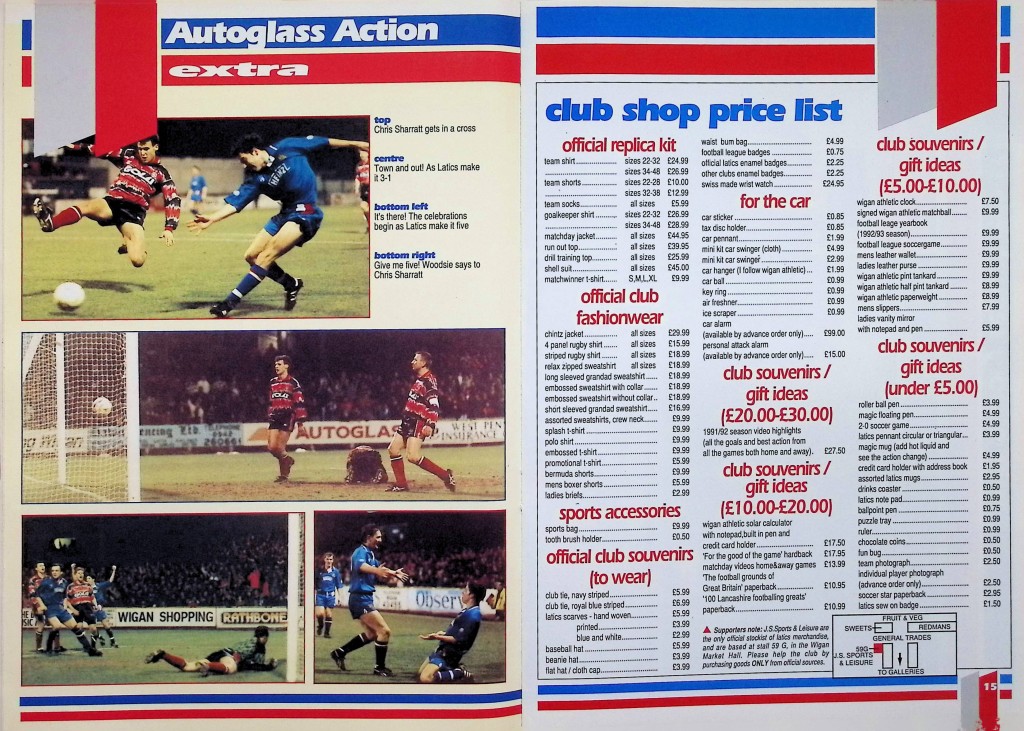 Autoglass Action
extra
top
Chris Sharratt gets in a cross
centre
Town and out! As Latics make
it 3-1
bottom left
It's there! The celebrations
begin as Latics make it five
bottom right
Give me five! Woodsie says to
Chris Sharratt
HEINZ
AUTOGLASS
WEST PEN
INSURANCE
WIGAN SHOPPING
RATHBONE
Observ
club shop price list
official replica kit
team shirt ................ sizes 22-32 £24.99
................ sizes 34-48 £26.99
team shorts ................ sizes 22-28 £10.00
................ sizes 32-38 £12.99
team socks ................ all sizes £5.99
goalkeeper shirt ................ sizes 22-32 £26.99
................ sizes 34-48 £28.99
matchday jacket ................ all sizes £44.95
run out top ................ all sizes £39.95
drill training top ................ all sizes £25.99
shell suit ................ all sizes £45.00
matchwinner t-shirt ................ S,M,L,XL £9.99
official club
fashionwear
chintz jacket ................ all sizes £29.99
4 panel rugby shirt ....... all sizes £15.99
striped rugby shirt ........ all sizes £18.99
relax zipped sweatshirt all sizes £18.99
long sleeved grandad sweatshirt ...... £18.99
embossed sweatshirt with collar ....... £18.99
embossed sweatshirt without collar .. £18.99
short sleeved grandad sweatshirt ..... £16.99
assorted sweatshirts, crew neck ....... £9.99
splash t-shirt ................ £9.99
polo shirt ................ £9.99
embossed t-shirt ................ £9.99
promotional t-shirt ................ £5.99
bermuda shorts ................ £9.99
mens boxer shorts ................ £5.99
ladies briefs ................ £2.99
sports accessories
sports bag ................ £9.99
tooth brush holder ................ £0.50
official club souvenirs
(to wear)
club tie, navy striped ................ £5.99
club tie, royal blue striped ................ £6.99
latics scarves - hand woven ................ £5.99
printed ................ £3.99
blue and white ................ £2.99
baseball hat ................ £5.99
beanie hat ................ £3.99
flat hat / cloth cap ................ £3.99
waist bum bag ................ £4.99
football league badges ................ £0.75
official latics enamel badges ................ £2.25
other clubs enamel badges ................ £2.25
swiss made wrist watch ................ £24.95
for the car
car sticker ................ £0.85
tax disc holder ................ £0.85
car pennant ................ £1.99
mini kit car swinger (cloth) ................ £4.99
mini kit car swinger ................ £2.99
car hanger (I follow wigan athletic) ... £1.99
car ball ................ £0.99
key ring ................ £0.99
air freshner ................ £0.99
ice scraper ................ £0.99
car alarm
(available by advance order only) ..... £99.00
personal attack alarm
(available by advance order only) ..... £15.00
club souvenirs /
gift ideas
(£20.00-£30.00)
1991/92 season video highlights
(all the goals and best action from
all the games both home and away). £27.50
club souvenirs /
gift ideas
(£10.00-£20.00)
wigan athletic solar calculator
with notepad,built in pen and
credit card holder ................ £17.50
'For the good of the game' hardback £17.95
matchday videos home&away games £13.99
'The football grounds of
Great Britain' paperback ................ £10.95
'100 Lancashire footballing greats'
paperback ................ £10.99
Supporters note: J.S.Sports & Leisure are
the only official stockist of latics merchandise,
and are based at stall 59 G, in the Wigan
Market Hall. Please help the club by
purchasing goods ONLY from official sources.
club souvenirs /
gift ideas
(£5.00-£10.00)
wigan athletic clock ................ £7.50
signed wigan athletic matchball ........ £9.99
football leage yearbook
(1992/93 season) ................ £9.99
football league soccergame ................ £9.99
mens leather wallet ................ £9.99
ladies leather purse ................ £9.99
wigan athletic pint tankard ................ £9.99
wigan athletic half pint tankard ......... £8.99
wigan athletic paperweight ................ £8.99
mens slippers ................ £7.99
ladies vanity mirror
with notepad and pen ................ £5.99
club souvenirs /
gift ideas
(under £5.00)
roller ball pen ................ £3.99
magic floating pen ................ £4.99
2-0 soccer game ................ £4.99
latics pennant circular or triangular... £3.99
magic mug (add hot liquid and
see the action change) ................ £4.99
credit card holder with address book £1.95
assorted latics mugs ................ £2.95
drinks coaster ................ £0.50
latics note pad ................ £0.99
ballpoint pen ................ £0.75
puzzle tray ................ £0.99
ruler ................ £0.99
chocolate coins ................ £0.50
fun bug ................ £0.50
team photograph ................ £2.50
individual player photograph
(advance order only) ................ £2.50
soccer star paperback ................ £2.95
latics sew on badge ................ £1.50
FRUIT & VEG
SWEETS
REDMANS
GENERAL TRADES
59G
J.S. SPORTS
& LEISURE
TO GALLERIES
15